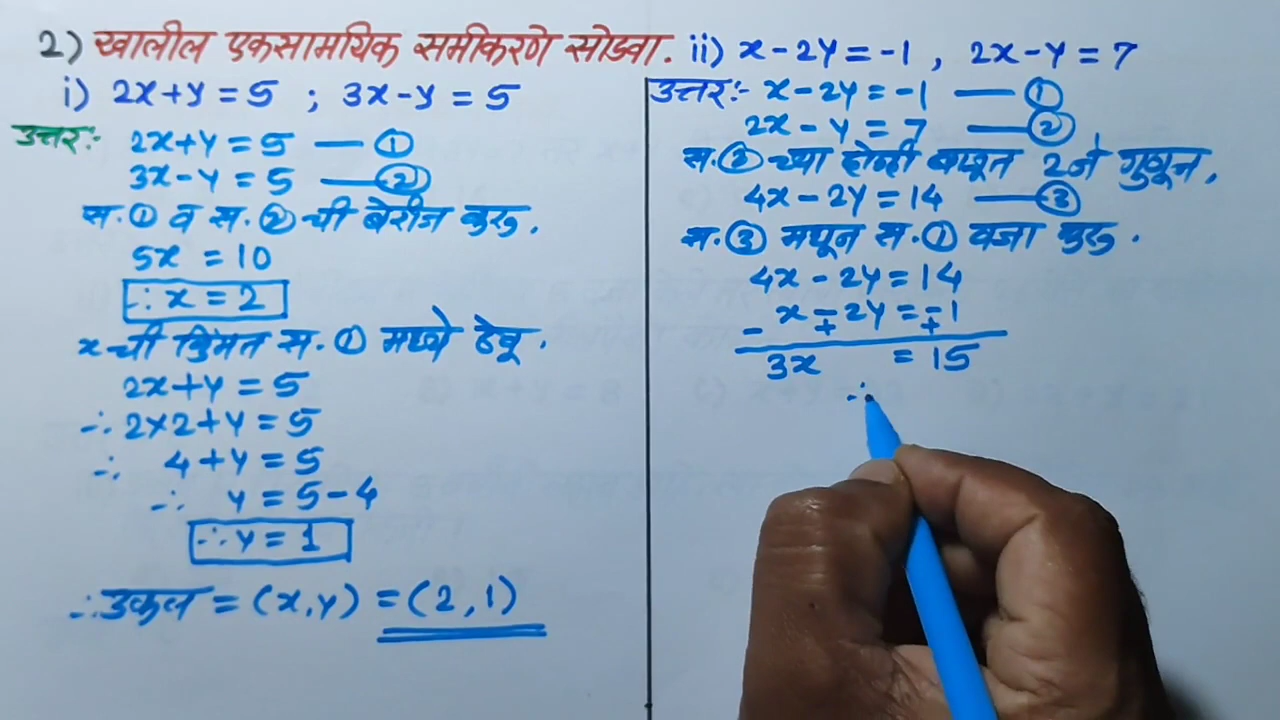 2) खालील एकसामयिक समीकरणे सोडवा.
i) 2x+y=5 ; 3x-y=5
उत्तर:-
2x+y=5 — ①
3x-y=5 — ②
स.① व स.② ची बेरीज करु.
5x = 10
∴ x = 2
x ची किंमत स.① मध्ये ठेवू.
2x+y=5
∴ 2×2+y=5
∴ 4+y=5
∴ y=5-4
∴ y=1
∴ उकल = (x,y) = (2,1)
ii) x-2y=-1 , 2x-y=7
उत्तर:- x-2y=-1 — ①
2x-y=7 — ②
स.② च्या दोन्ही बाजूस 2ने गुणून,
4x-2y=14 — ③
स.③ मधून स.① वजा करु.
4x-2y=14
x-2y=-1
- + +
3x = 15
∴